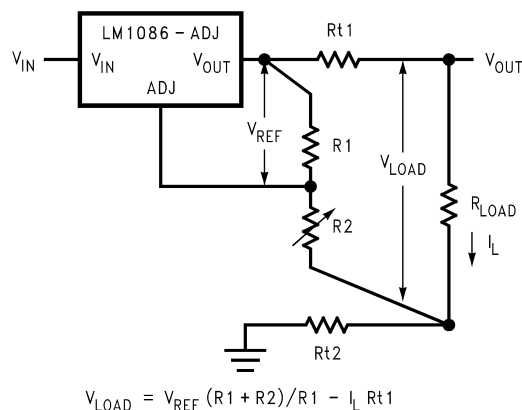 LM1086-ADJ
V_IN
V_IN
V_OUT
Rt1
V_OUT
ADJ
V_REF
R1
V_LOAD
R2
R_LOAD
I_L
Rt2
V_LOAD = V_REF (R1 + R2)/R1 - I_L Rt1